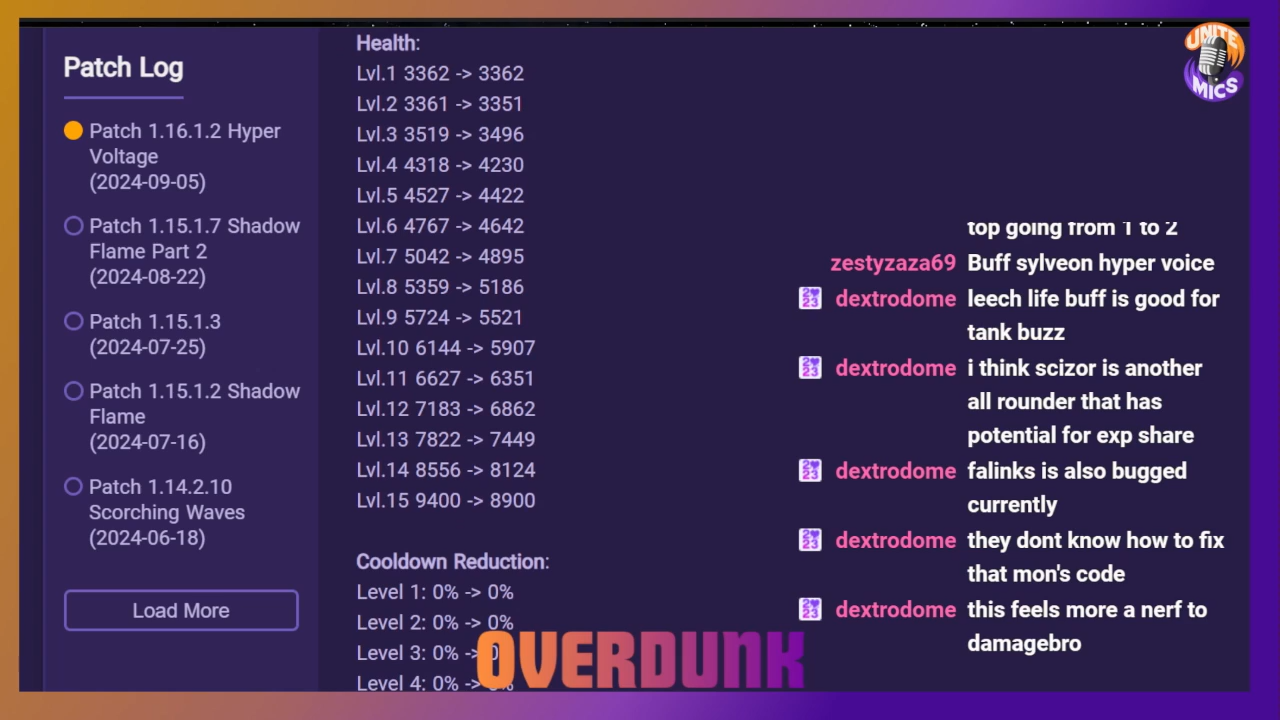 Patch Log
Patch 1.16.1.2 Hyper
Voltage
(2024-09-05)
Patch 1.15.1.7 Shadow
Flame Part 2
(2024-08-22)
Patch 1.15.1.3
(2024-07-25)
Patch 1.15.1.2 Shadow
Flame
(2024-07-16)
Patch 1.14.2.10
Scorching Waves
(2024-06-18)
Load More
Health:
Lvl.1 3362 -> 3362
Lvl.2 3361 -> 3351
Lvl.3 3519 -> 3496
Lvl.4 4318 -> 4230
Lvl.5 4527 -> 4422
Lvl.6 4767 -> 4642
Lvl.7 5042 -> 4895
Lvl.8 5359 -> 5186
Lvl.9 5724 -> 5521
Lvl.10 6144 -> 5907
Lvl.11 6627 -> 6351
Lvl.12 7183 -> 6862
Lvl.13 7822 -> 7449
Lvl.14 8556 -> 8124
Lvl.15 9400 -> 8900
Cooldown Reduction:
Level 1: 0% -> 0%
Level 2: 0% -> 0%
Level 3: 0% ->
Level 4: 0% ->
OVERDUNK
UNITE
MICS
top going from 1 to 2
zestyzaza69 Buff sylveon hyper voice
dextrodome leech life buff is good for
tank buzz
dextrodome i think scizor is another
all rounder that has
potential for exp share
dextrodome falinks is also bugged
currently
dextrodome they dont know how to fix
that mon's code
dextrodome this feels more a nerf to
damagebro